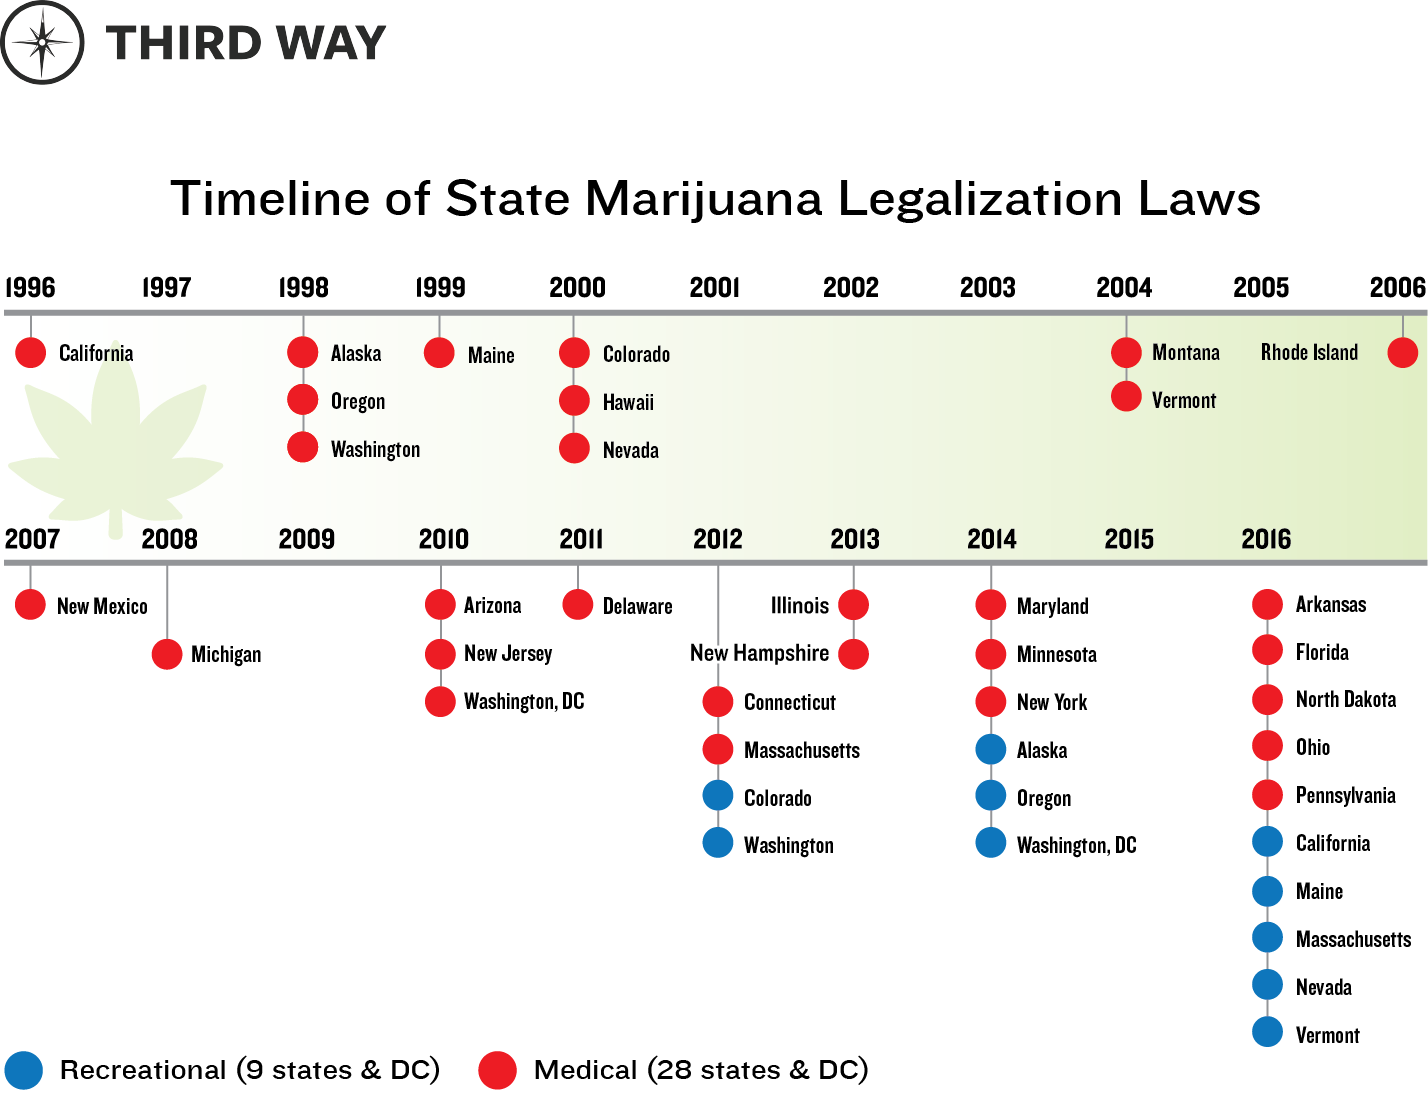 THIRD WAY
Timeline of State Marijuana Legalization Laws
1996 1997 1998 1999 2000 2001 2002 2003 2004 2005 2006
California Alaska Maine Colorado Montana Rhode Island
Oregon Hawaii Vermont
Washington Nevada
2007 2008 2009 2010 2011 2012 2013 2014 2015 2016
New Mexico Arizona Delaware Illinois Maryland Arkansas
Michigan New Jersey New Hampshire Minnesota Florida
Washington, DC Connecticut New York North Dakota
Massachusetts Alaska Ohio
Colorado Oregon Pennsylvania
Washington Washington, DC California
Maine
Massachusetts
Nevada
Vermont
Recreational (9 states & DC) Medical (28 states & DC)